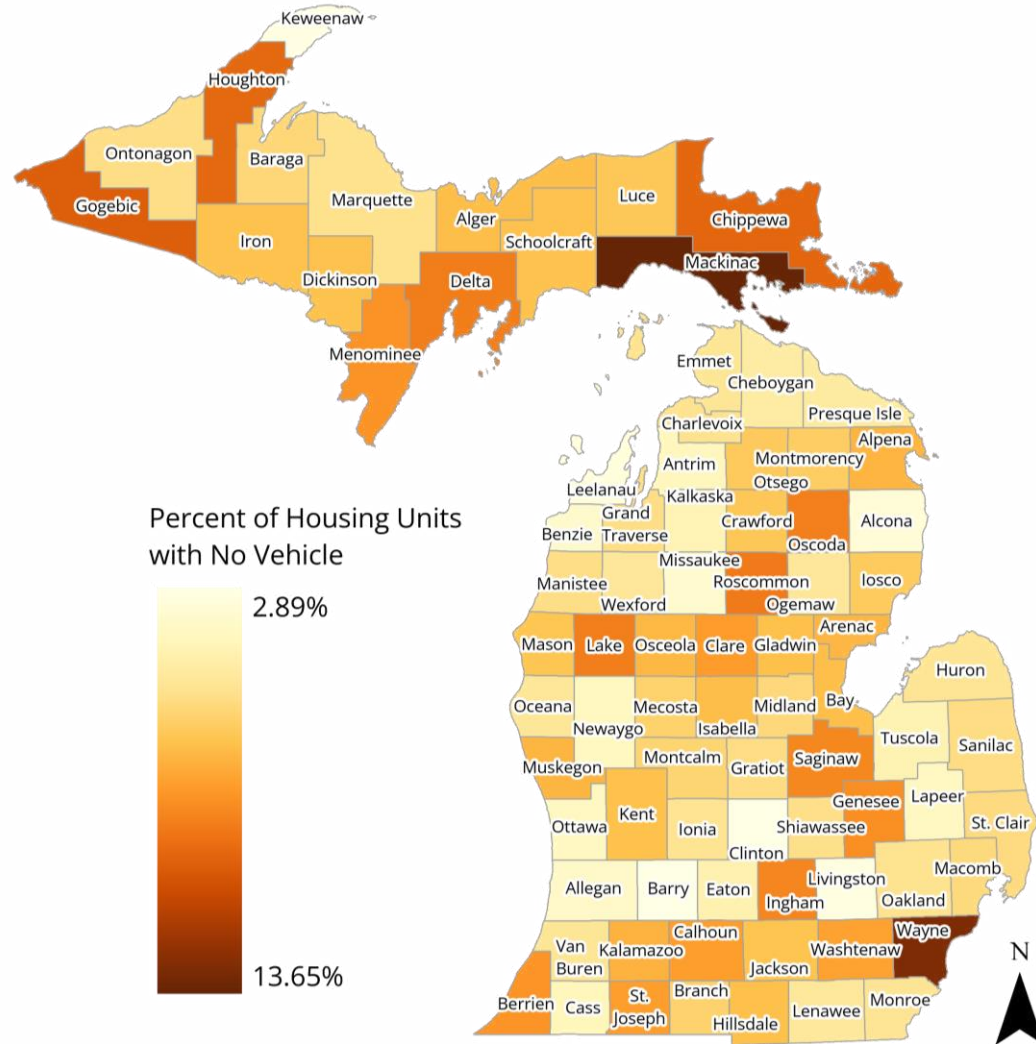 Keweenaw
Houghton
Ontonagon
Baraga
Gogebic
Marquette
Iron
Dickinson
Alger
Schoolcraft
Luce
Chippewa
Mackinac
Delta
Menominee
Emmet
Cheboygan
Presque Isle
Charlevoix
Antrim
Montmorency
Alpena
Otsego
Leelanau
Kalkaska
Grand
Traverse
Benzie
Crawford
Oscoda
Alcona
Missaukee
Manistee
Wexford
Roscommon
Ogemaw
Iosco
Arenac
Mason
Lake
Osceola
Clare
Gladwin
Huron
Oceana
Newaygo
Mecosta
Isabella
Midland
Bay
Tuscola
Sanilac
Muskegon
Montcalm
Gratiot
Saginaw
Genesee
Lapeer
St. Clair
Ottawa
Kent
Ionia
Clinton
Shiawassee
Macomb
Allegan
Barry
Eaton
Ingham
Livingston
Oakland
Wayne
Van
Buren
Kalamazoo
Calhoun
Jackson
Washtenaw
Berrien
Cass
St.
Joseph
Branch
Hillsdale
Lenawee
Monroe
Percent of Housing Units
with No Vehicle
2.89%
13.65%
N